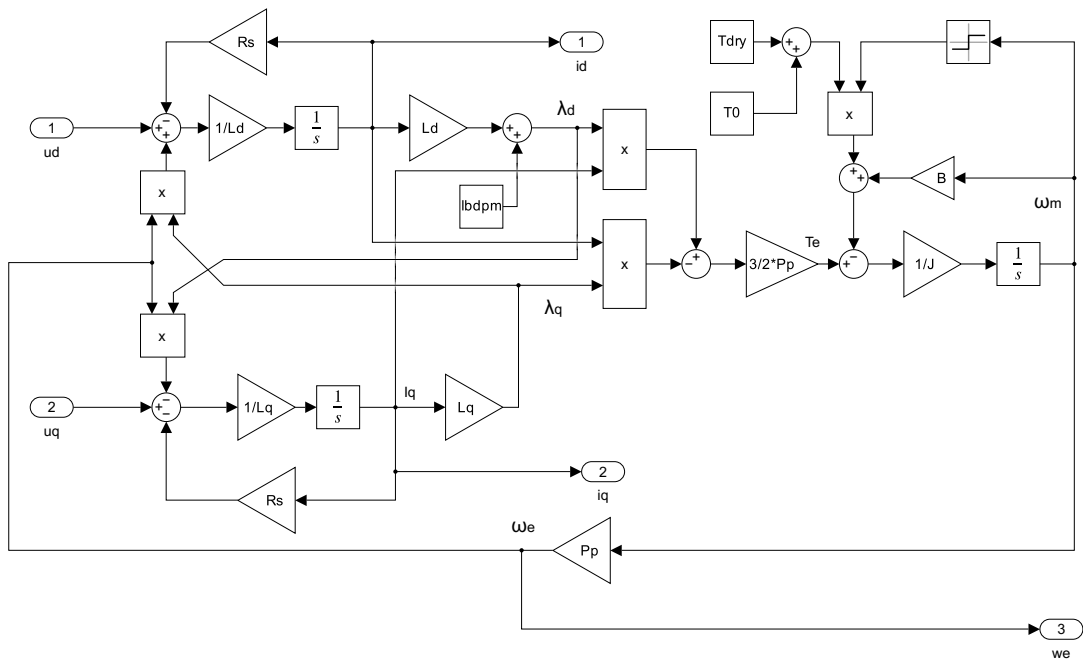 Rs
1
id
Tdry
T0
x
1
ud
1/Ld
1
s
Ld
λd
x
x
lbdpm
B
ωm
x
Te
3/2*Pp
1/J
1
s
λq
x
2
uq
1/Lq
1
s
Iq
Lq
Rs
2
iq
ωe
Pp
3
we